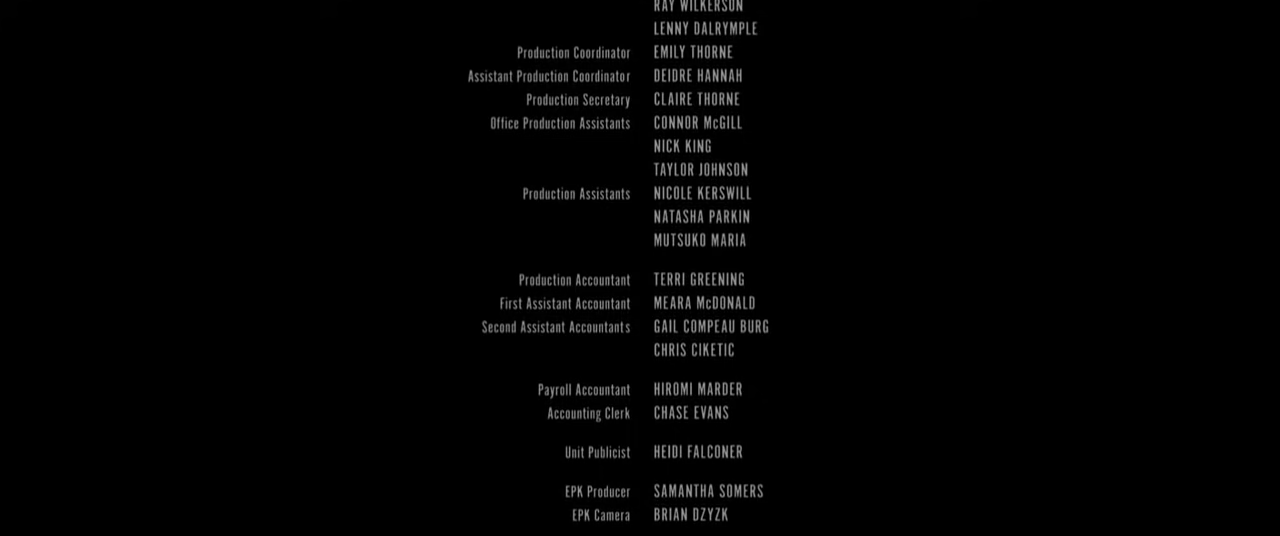 RAY WILKERSON
LENNY DALRYMPLE
Production Coordinator EMILY THORNE
Assistant Production Coordinator DEIDRE HANNAH
Production Secretary CLAIRE THORNE
Office Production Assistants CONNOR McGILL
NICK KING
TAYLOR JOHNSON
Production Assistants NICOLE KERSWILL
NATASHA PARKIN
MUTSUKO MARIA
Production Accountant TERRI GREENING
First Assistant Accountant MEARA McDONALD
Second Assistant Accountants GAIL COMPEAU BURG
CHRIS CIKETIC
Payroll Accountant HIROMI MARDER
Accounting Clerk CHASE EVANS
Unit Publicist HEIDI FALCONER
EPK Producer SAMANTHA SOMERS
EPK Camera BRIAN DZYZK